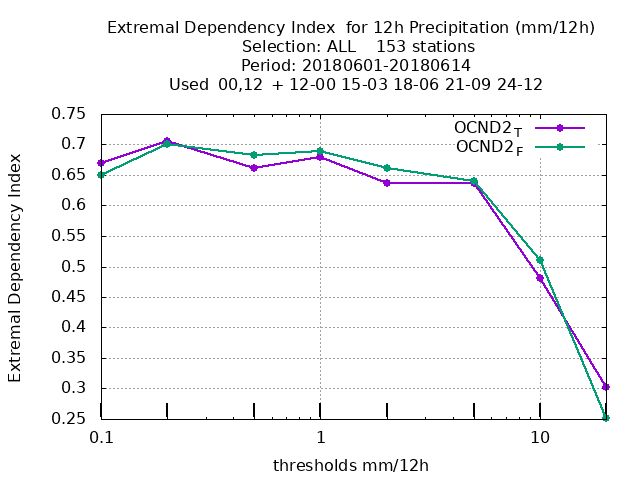 Extremal Dependency Index  for 12h Precipitation (mm/12h)
Selection: ALL    153 stations
Period: 20180601-20180614
Used  00,12  + 12-00 15-03 18-06 21-09 24-12
0.75
0.7
0.65
0.6
0.55
0.5
0.45
0.4
0.35
0.3
0.25
Extremal Dependency Index
OCND2T
OCND2F
0.1 1 10
thresholds mm/12h